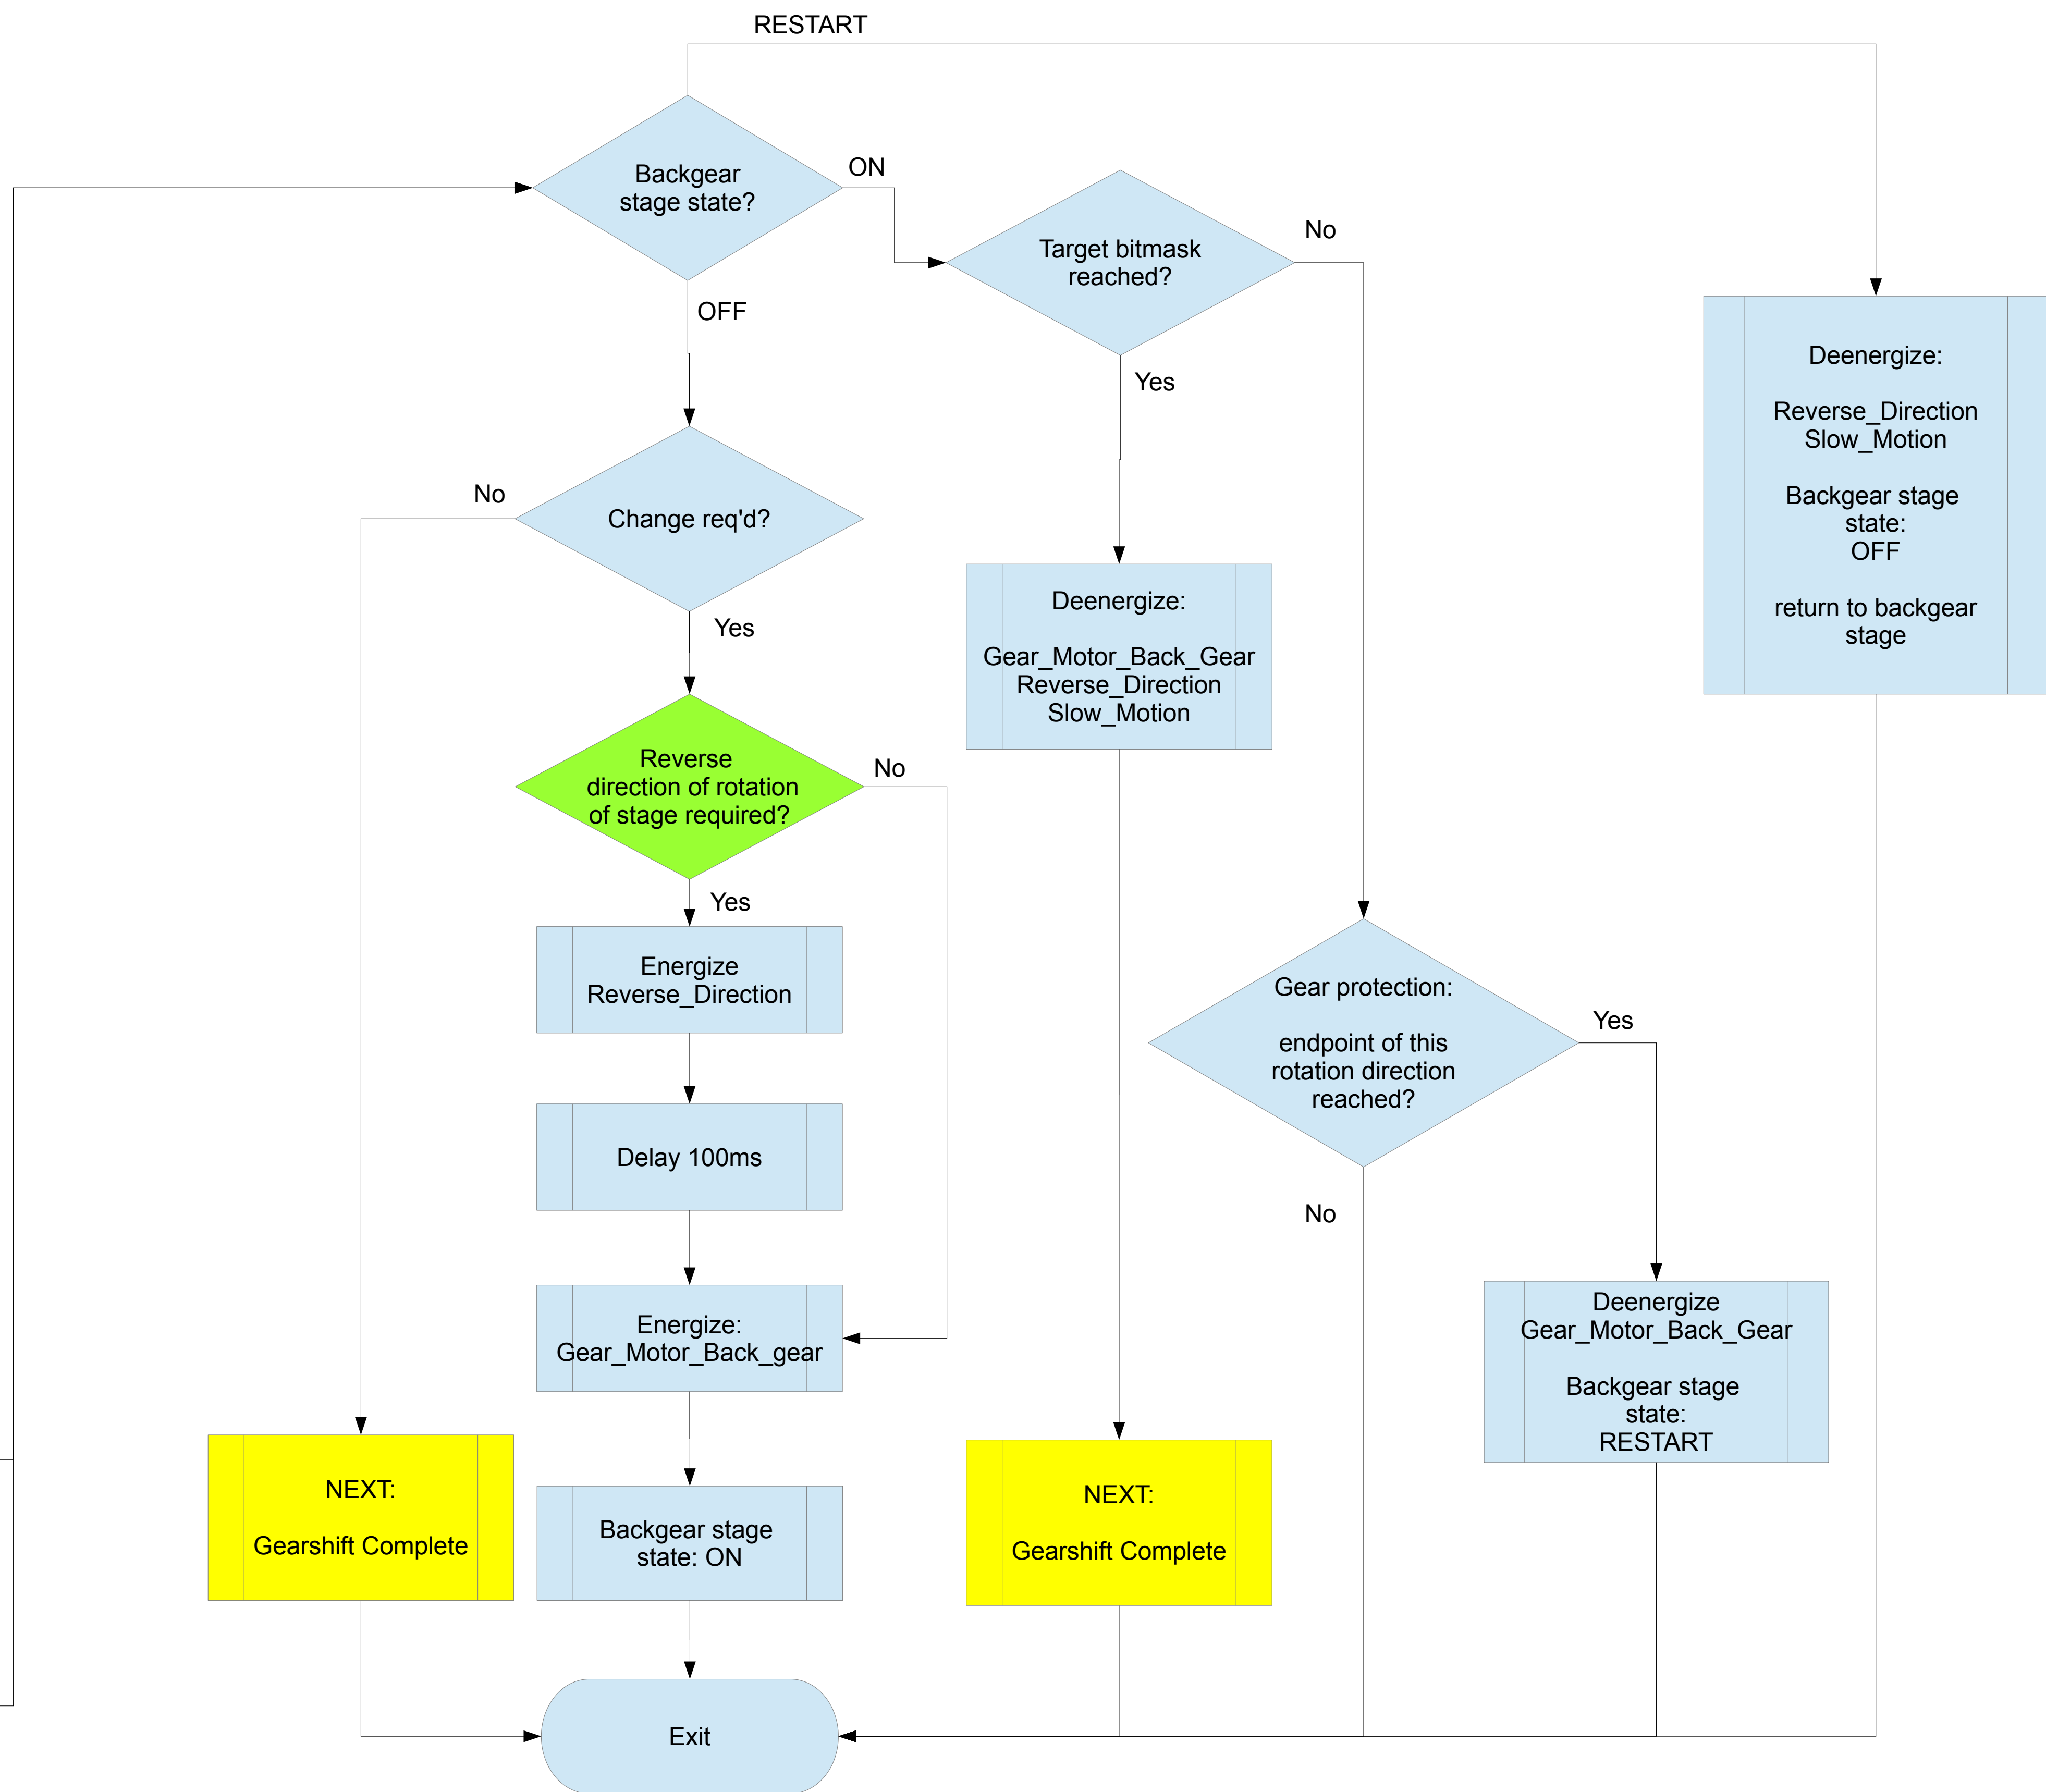 RESTART
Backgear
stage state?
ON
OFF
Target bitmask
reached?
No
Yes
Deenergize:
Reverse_Direction
Slow_Motion
Backgear stage
state:
OFF
return to backgear
stage
Change req'd?
No
Yes
Deenergize:
Gear_Motor_Back_Gear
Reverse_Direction
Slow_Motion
Reverse
direction of rotation
of stage required?
No
Yes
Energize
Reverse_Direction
Delay 100ms
Gear protection:
endpoint of this
rotation direction
reached?
Yes
No
Energize:
Gear_Motor_Back_gear
Deenergize
Gear_Motor_Back_Gear
Backgear stage
state:
RESTART
NEXT:
Gearshift Complete
Backgear stage
state: ON
NEXT:
Gearshift Complete
Exit